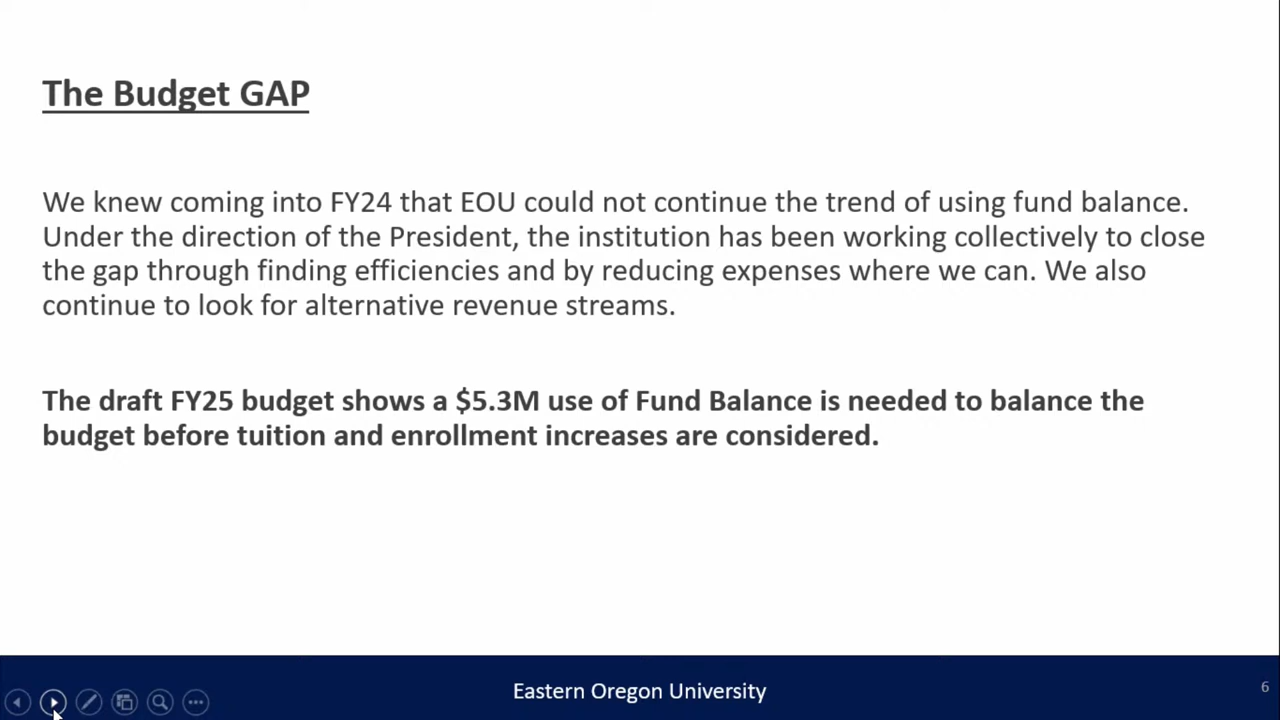 The Budget GAP
We knew coming into FY24 that EOU could not continue the trend of using fund balance.
Under the direction of the President, the institution has been working collectively to close
the gap through finding efficiencies and by reducing expenses where we can. We also
continue to look for alternative revenue streams.
The draft FY25 budget shows a $5.3M use of Fund Balance is needed to balance the
budget before tuition and enrollment increases are considered.
Eastern Oregon University
6